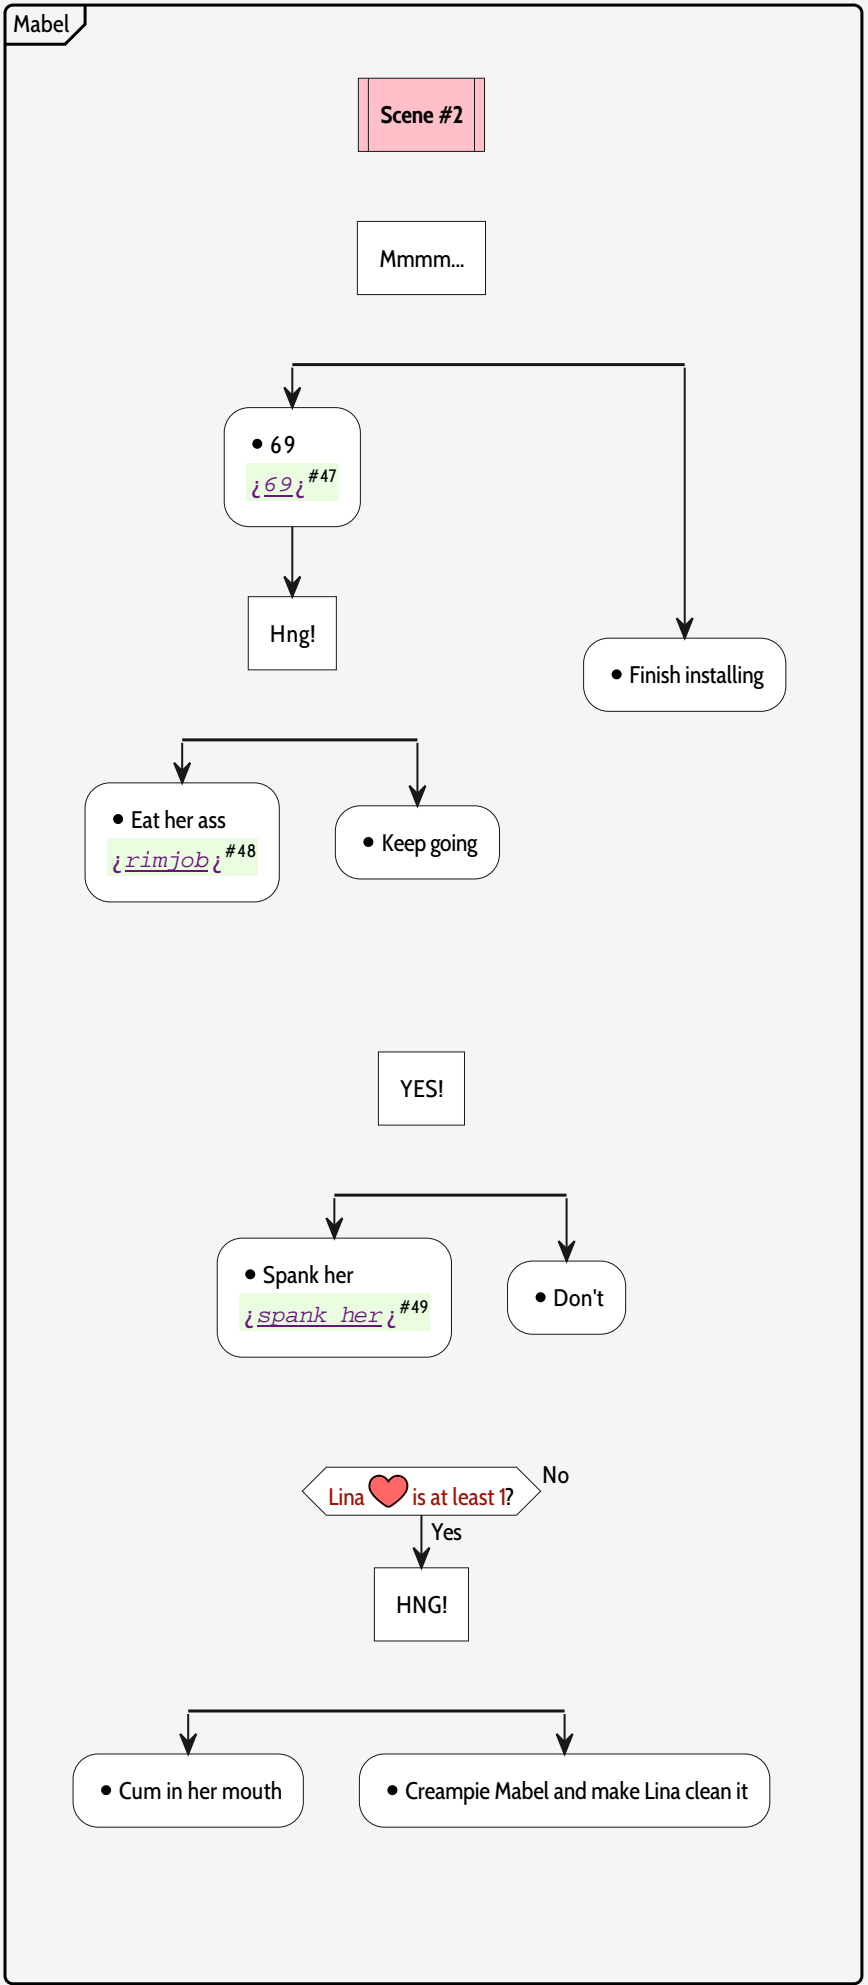 Mabel
Scene #2
Mmmm...
• 69
¿69¿#47
Hng!
• Finish installing
• Eat her ass
¿rimjob¿#48
• Keep going
YES!
• Spank her
¿spank her¿#49
• Don't
Lina ❤ is at least 1?
No
Yes
HNG!
• Cum in her mouth
• Creampie Mabel and make Lina clean it